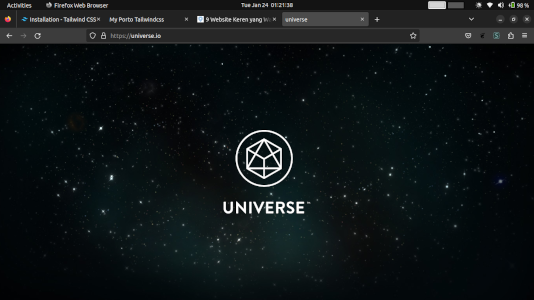 Activities Firefox Web Browser Tue Jan 24 01:21:38 98 %
Installation - Tailwind CSS My Porto Tailwindcss 9 Website Keren yang W universe
https://universe.io
UNIVERSE